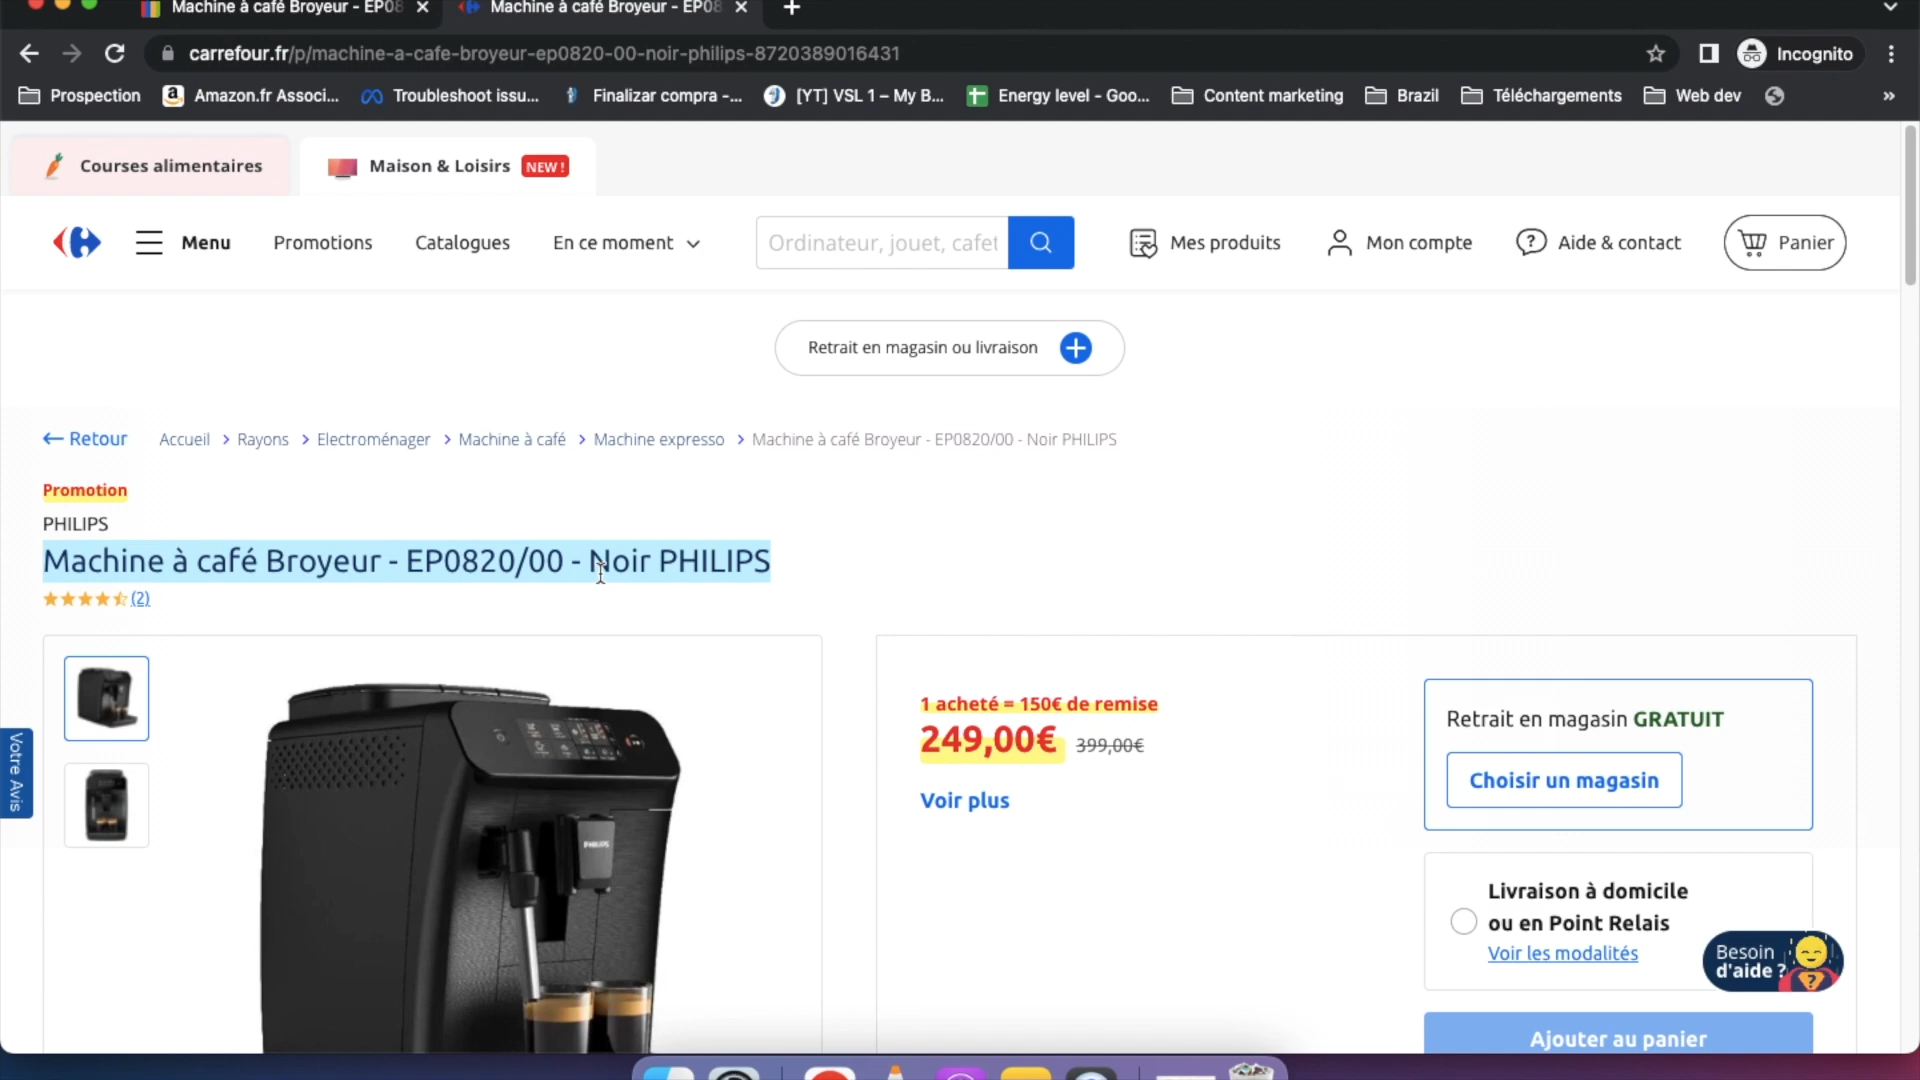 Machine à café Broyeur - EP08
Machine à café Broyeur - EP08
carrefour.fr/p/machine-a-cafe-broyeur-ep0820-00-noir-philips-8720389016431
Incognito
Prospection
Amazon.fr Associ...
Troubleshoot issu...
Finalizar compra -...
[YT] VSL 1 – My B...
Energy level - Goo...
Content marketing
Brazil
Téléchargements
Web dev
»
Courses alimentaires
Maison & Loisirs NEW !
Menu
Promotions
Catalogues
En ce moment
Ordinateur, jouet, cafet
Mes produits
Mon compte
Aide & contact
Panier
Retrait en magasin ou livraison
Retour
Accueil > Rayons > Electroménager > Machine à café > Machine expresso > Machine à café Broyeur - EP0820/00 - Noir PHILIPS
Promotion
PHILIPS
Machine à café Broyeur - EP0820/00 - Noir PHILIPS
(2)
Votre Avis
PHILIPS
1 acheté = 150€ de remise
249,00€ 399,00€
Voir plus
Retrait en magasin GRATUIT
Choisir un magasin
Livraison à domicile
ou en Point Relais
Voir les modalités
Besoin
d'aide ?
Ajouter au panier